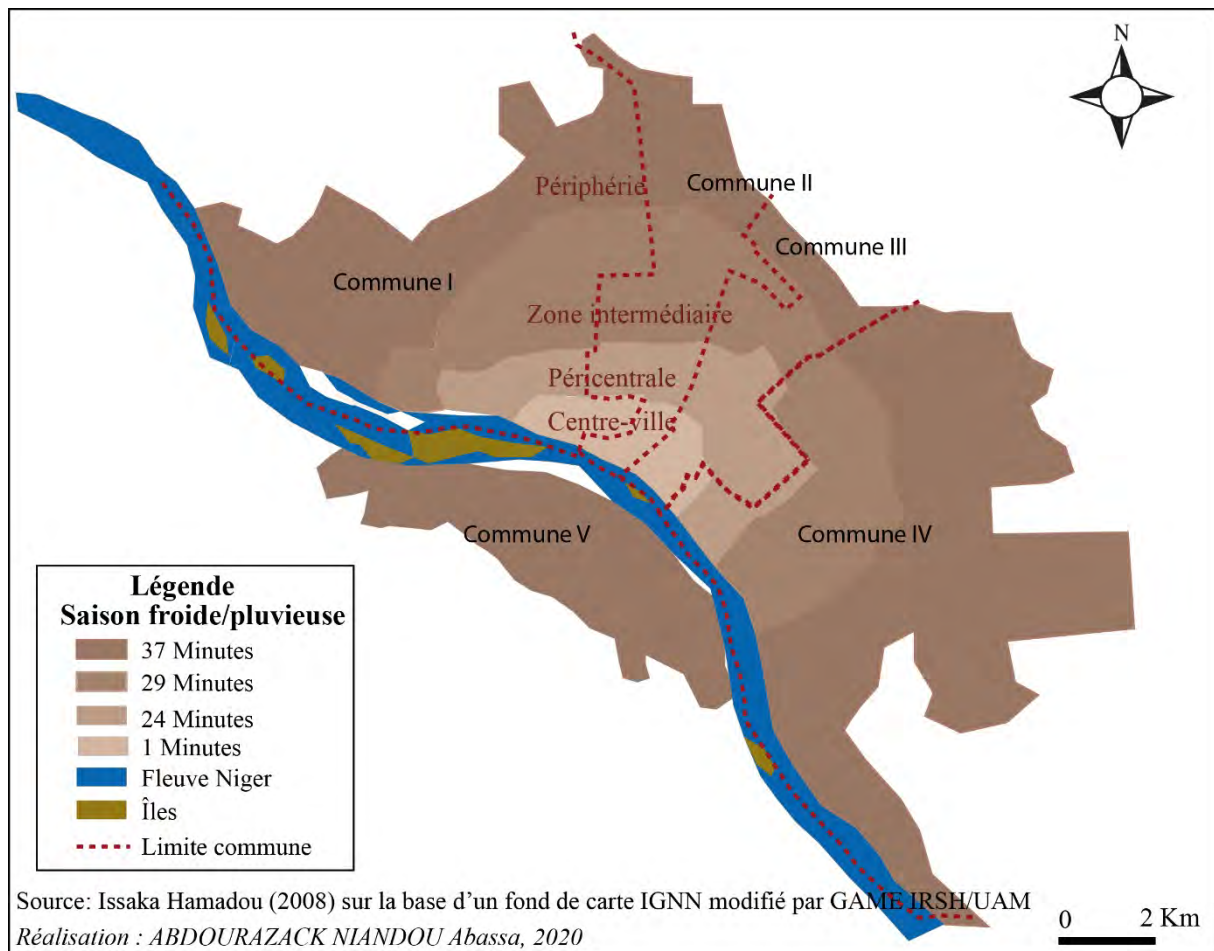 N
Périphérie
Commune II
Commune III
Commune I
Zone intermédiaire
Péricentrale
Centre-ville
Commune V
Commune IV
Légende
Saison froide/pluvieuse
37 Minutes
29 Minutes
24 Minutes
1 Minutes
Fleuve Niger
Îles
Limite commune
Source: Issaka Hamadou (2008) sur la base d'un fond de carte IGNN modifié par GAME IRSH/UAM
0 2 Km
Réalisation : ABDOURAZACK NIANDOU Abassa, 2020